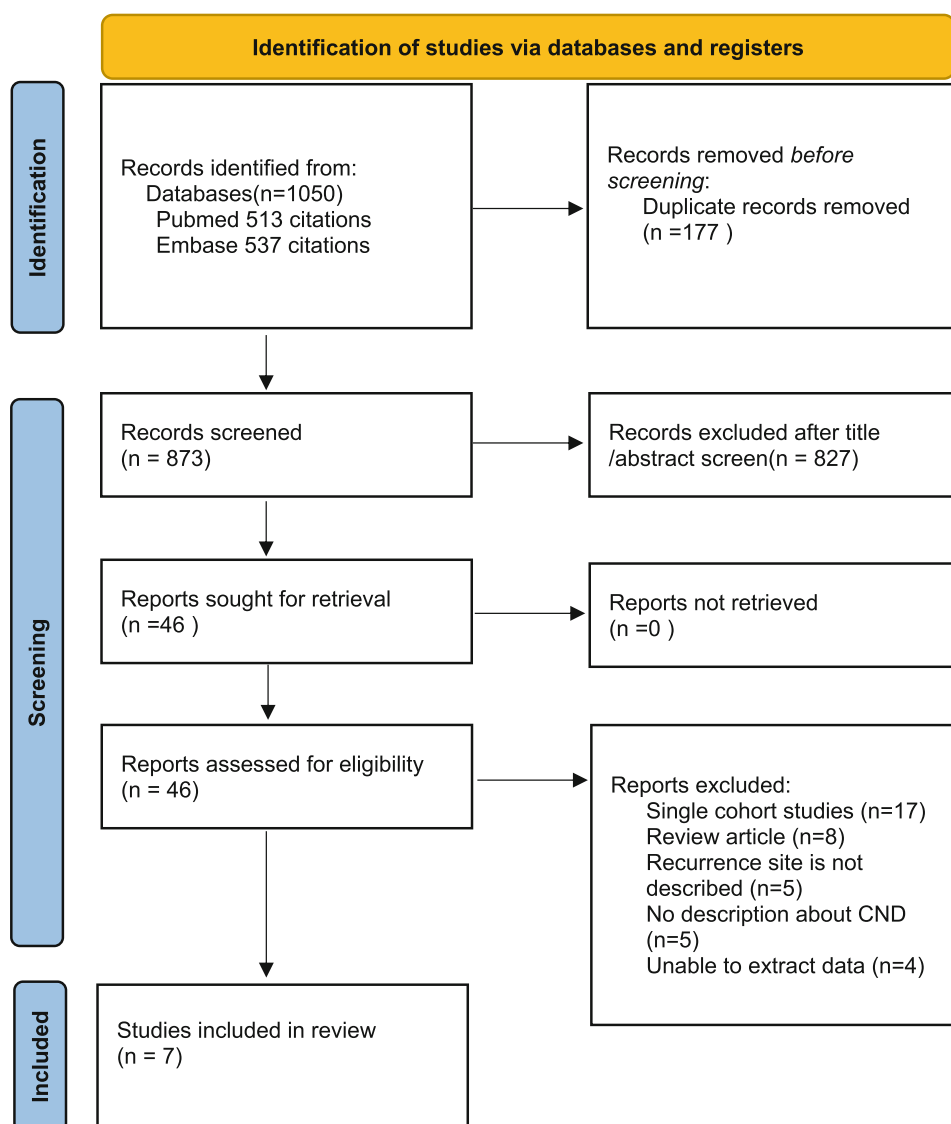 Identification of studies via databases and registers
Identification
Records identified from:
Databases(n=1050)
Pubmed 513 citations
Embase 537 citations
Records removed before
screening:
Duplicate records removed
(n =177 )
Screening
Records screened
(n = 873)
Records excluded after title
/abstract screen(n = 827)
Reports sought for retrieval
(n =46 )
Reports not retrieved
(n =0 )
Reports assessed for eligibility
(n = 46)
Reports excluded:
Single cohort studies (n=17)
Review article (n=8)
Recurrence site is not
described (n=5)
No description about CND
(n=5)
Unable to extract data (n=4)
Included
Studies included in review
(n = 7)